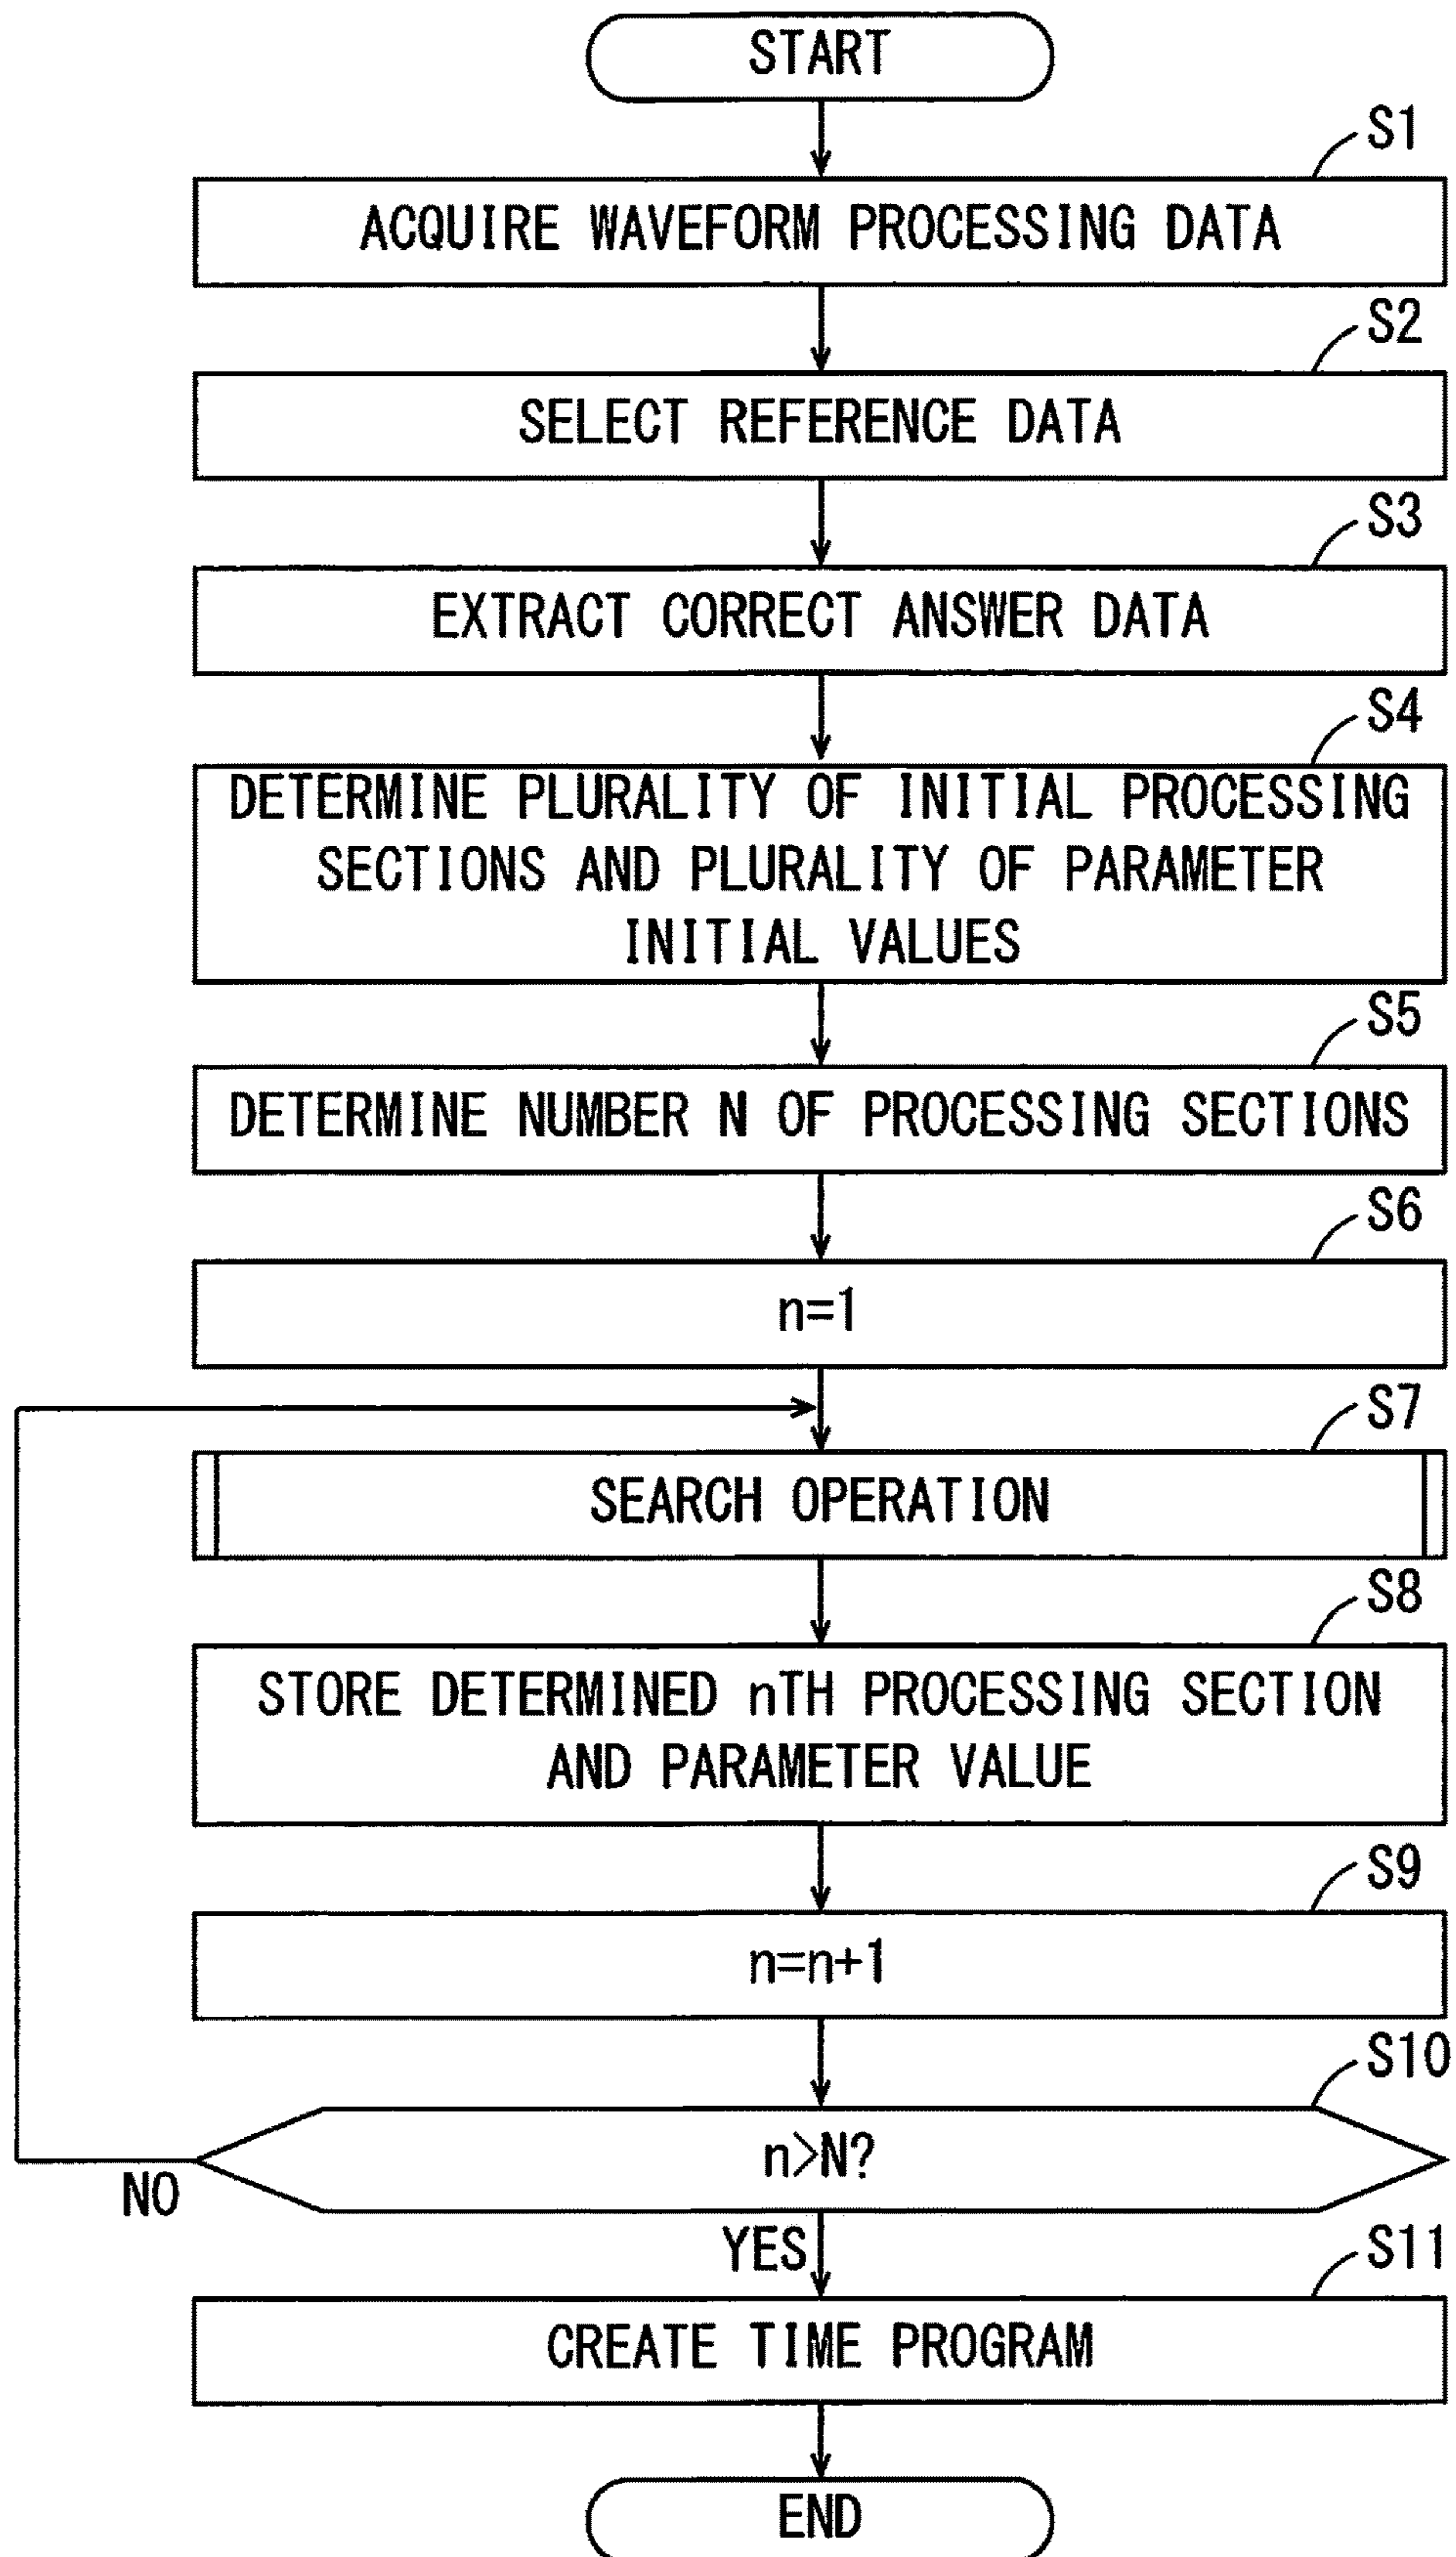 START
S1
ACQUIRE WAVEFORM PROCESSING DATA
S2
SELECT REFERENCE DATA
S3
EXTRACT CORRECT ANSWER DATA
S4
DETERMINE PLURALITY OF INITIAL PROCESSING
SECTIONS AND PLURALITY OF PARAMETER
INITIAL VALUES
S5
DETERMINE NUMBER N OF PROCESSING SECTIONS
S6
n=1
S7
SEARCH OPERATION
S8
STORE DETERMINED nTH PROCESSING SECTION
AND PARAMETER VALUE
S9
n=n+1
S10
n>N?
NO
YES
S11
CREATE TIME PROGRAM
END